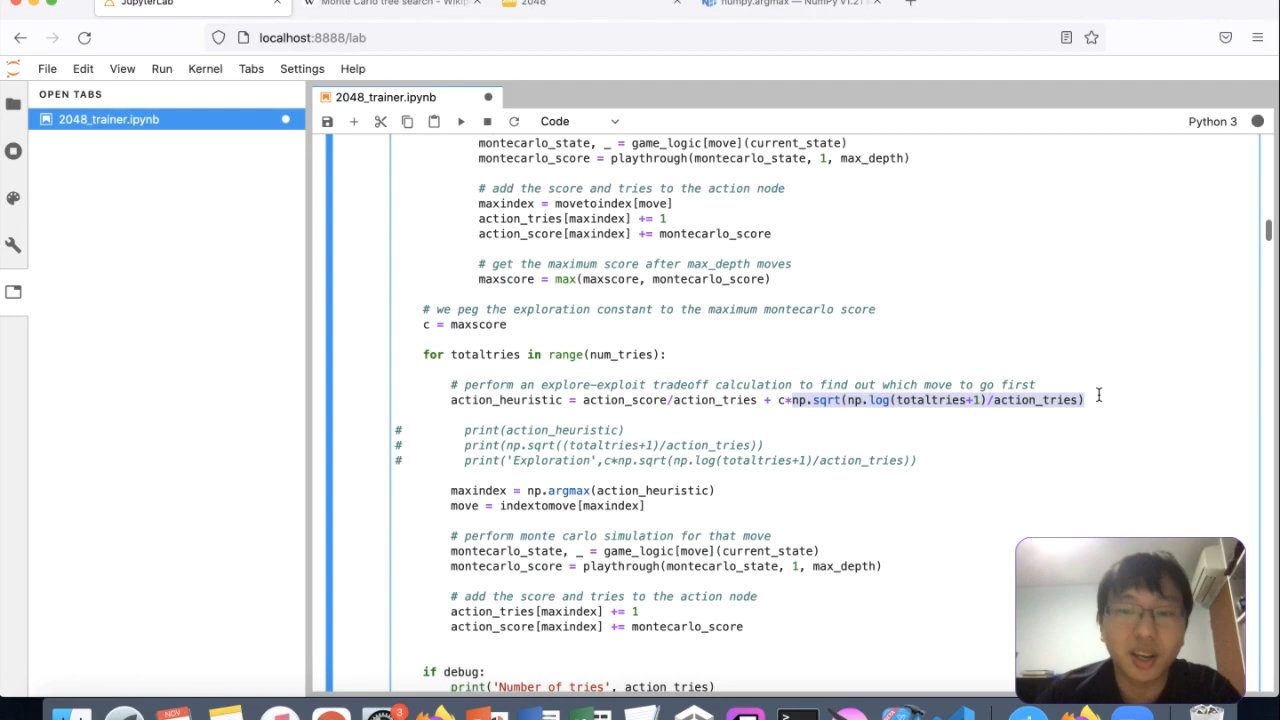 JupyterLab
Monte Carlo tree search - Wikip
2048
numpy.argmax — NumPy v1.21
localhost:8888/lab
File Edit View Run Kernel Tabs Settings Help
OPEN TABS
2048_trainer.ipynb
2048_trainer.ipynb
Code
Python 3
montecarlo_state, _ = game_logic[move](current_state)
montecarlo_score = playthrough(montecarlo_state, 1, max_depth)
# add the score and tries to the action node
maxindex = movetoindex[move]
action_tries[maxindex] += 1
action_score[maxindex] += montecarlo_score
# get the maximum score after max_depth moves
maxscore = max(maxscore, montecarlo_score)
# we peg the exploration constant to the maximum montecarlo score
c = maxscore
for totaltries in range(num_tries):
# perform an explore-exploit tradeoff calculation to find out which move to go first
action_heuristic = action_score/action_tries + c*np.sqrt(np.log(totaltries+1)/action_tries)
# print(action_heuristic)
# print(np.sqrt((totaltries+1)/action_tries))
# print('Exploration',c*np.sqrt(np.log(totaltries+1)/action_tries))
maxindex = np.argmax(action_heuristic)
move = indextomove[maxindex]
# perform monte carlo simulation for that move
montecarlo_state, _ = game_logic[move](current_state)
montecarlo_score = playthrough(montecarlo_state, 1, max_depth)
# add the score and tries to the action node
action_tries[maxindex] += 1
action_score[maxindex] += montecarlo_score
if debug:
print('Number of tries', action_tries)
NOV
3